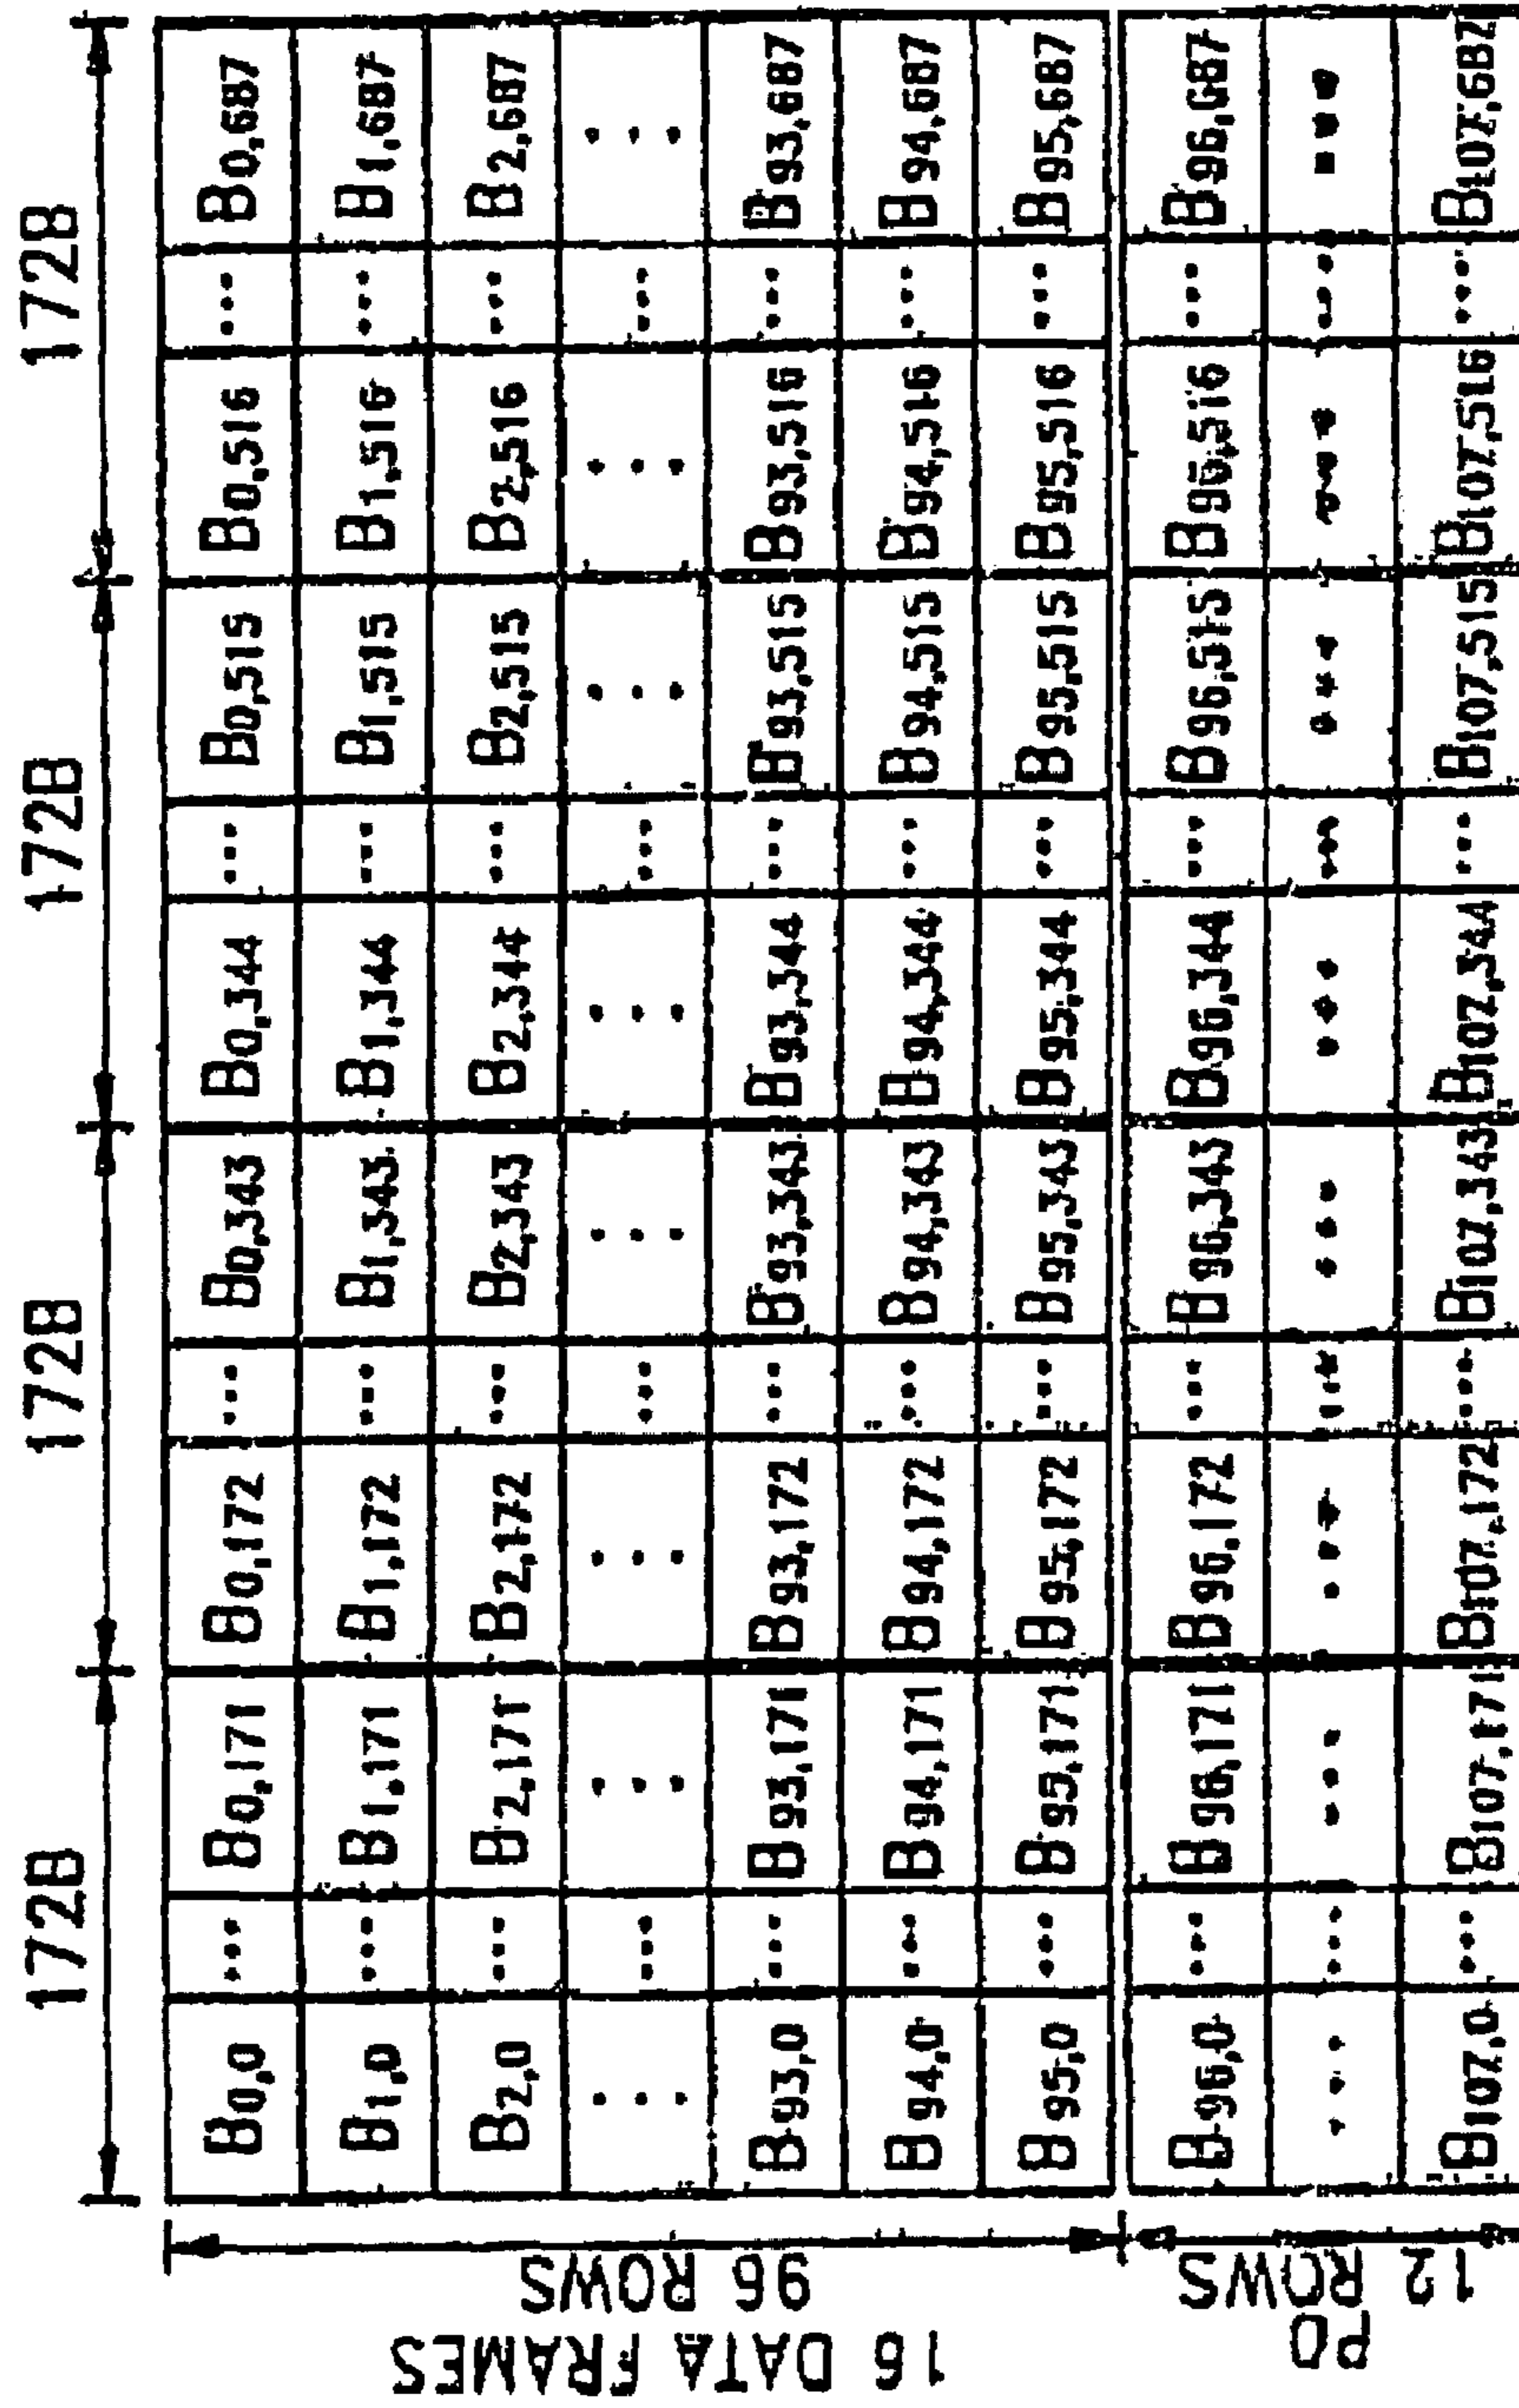 172B 172B 172B 172B
B0,0 ... B0,171 B0,172 ... B0,343 B0,344 ... B0,515 B0,516 ... B0,687
B1,0 ... B1,171 B1,172 ... B1,343 B1,344 ... B1,515 B1,516 ... B1,687
B2,0 ... B2,171 B2,172 ... B2,343 B2,344 ... B2,515 B2,516 ... B2,687
... ... ... ... ... ... ... ... ... ... ... ...
B93,0 ... B93,171 B93,172 ... B93,343 B93,344 ... B93,515 B93,516 ... B93,687
B94,0 ... B94,171 B94,172 ... B94,343 B94,344 ... B94,515 B94,516 ... B94,687
B95,0 ... B95,171 B95,172 ... B95,343 B95,344 ... B95,515 B95,516 ... B95,687
B96,0 ... B96,171 B96,172 ... B96,343 B96,344 ... B96,515 B96,516 ... B96,687
... ... ... ... ... ... ... ... ... ... ... ...
B107,0 ... B107,171 B107,172 ... B107,343 B107,344 ... B107,515 B107,516 ... B107,687
16 DATA FRAMES
96 ROWS
PO
12 ROWS